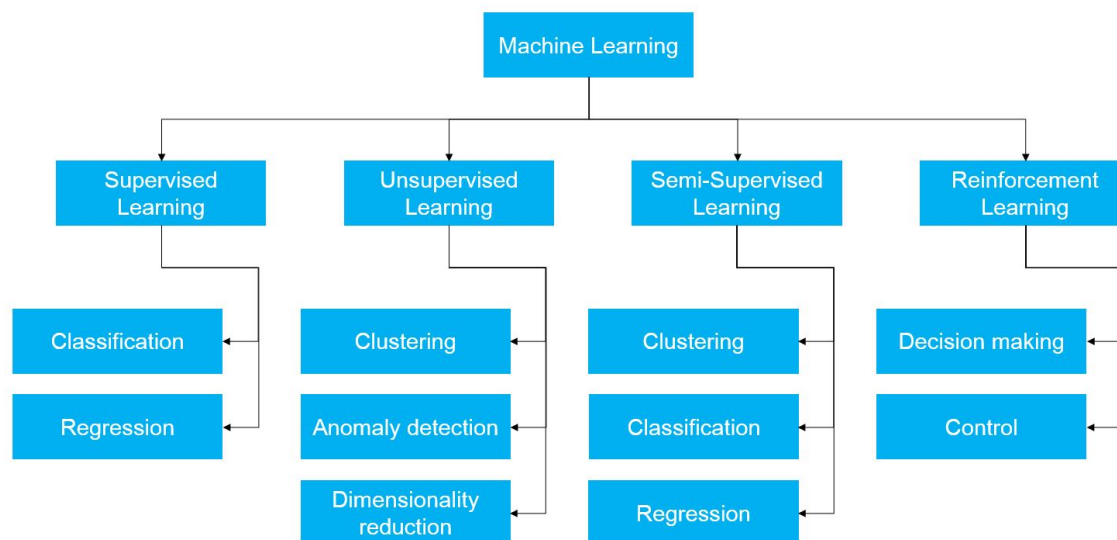 Machine Learning
Supervised
Learning
Unsupervised
Learning
Semi-Supervised
Learning
Reinforcement
Learning
Classification
Clustering
Clustering
Decision making
Regression
Anomaly detection
Classification
Control
Dimensionality
reduction
Regression